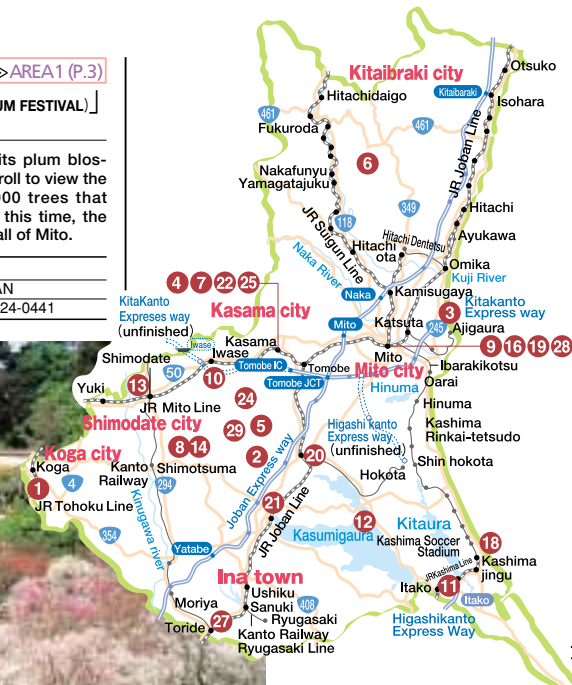 >AREA1 (P.3)
UM FESTIVAL)
its plum blos-
roll to view the
000 trees that
this time, the
all of Mito.
AN
24-0441
Kitaibraki city
Otsuko
Kitaibaraki
Isohara
Hitachidaigo
461
Fukuroda
461
6
Nakafunyu
Yamagatajuku
JR Joban Line
349
Hitachi
118
JR Suigun Line
Hitachi Dentetsu
Ayukawa
Hitachi
ota
Naka River
Omika
Kuji River
4 7 22 25
Naka
Kamisugaya
KitaKanto
Expreses way
(unfinished)
Kasama city
3
Kitakanto
Express way
Mito
Katsuta
245
Ajigaura
Iwase
Kasama
9 16 19 28
Shimodate
Iwase
Mito
50
Tomobe IC
Tomobe
Mito city
Ibarakikotsu
Oarai
10
Tomobe JCT
Hinuma
Yuki
13
JR Mito Line
24
Hinuma
Shimodate city
29 5
Higashi kanto
Express way
(unfinished)
Kashima
Rinkai-tetsudo
8 14
Koga city
2
20
Shin hokota
Koga
Kanto
Railway
Shimotsuma
Hokota
1
4
294
JR Tohoku Line
Joban Express way
21
354
Kinugawa river
JR Joban Line
12
Kitaura
Kasumigaura
Kashima Soccer
Stadium
18
Yatabe
Kashima
jingu
JRKashima Line
Ina town
Itako
11
Itako
Ushiku
Moriya
Sanuki
408
Higashikanto
Express Way
Toride
27
Ryugasaki
Kanto Railway
Ryugasaki Line